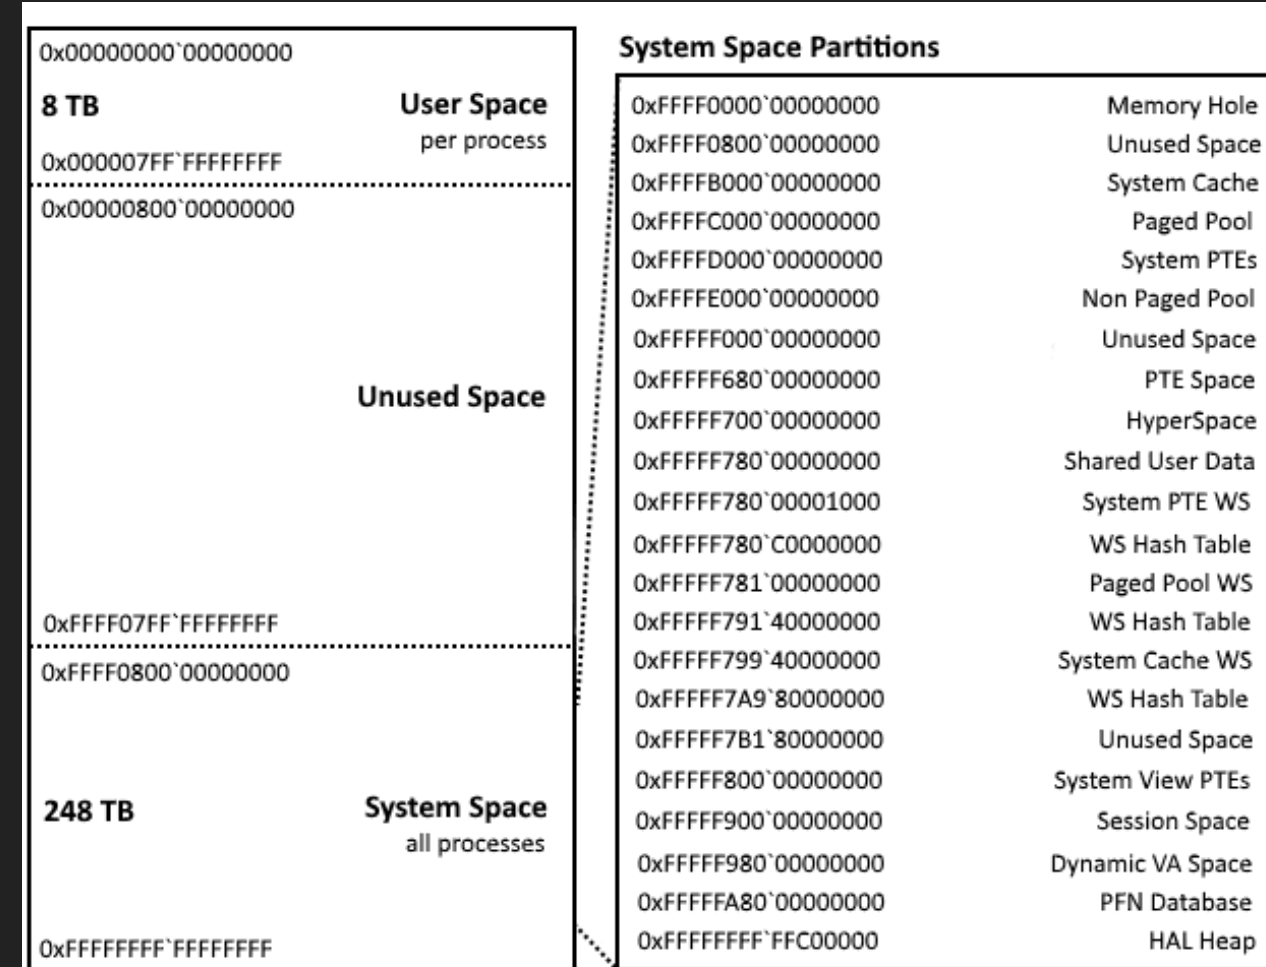 0x00000000`00000000
8 TB User Space
per process
0x000007FF`FFFFFFFF
0x00000800`00000000
Unused Space
0xFFFF07FF`FFFFFFFF
0xFFFF0800`00000000
248 TB System Space
all processes
0xFFFFFFFF`FFFFFFFF
System Space Partitions
0xFFFF0000`00000000 Memory Hole
0xFFFF0800`00000000 Unused Space
0xFFFFB000`00000000 System Cache
0xFFFFC000`00000000 Paged Pool
0xFFFFD000`00000000 System PTEs
0xFFFFE000`00000000 Non Paged Pool
0xFFFFF000`00000000 Unused Space
0xFFFFF680`00000000 PTE Space
0xFFFFF700`00000000 HyperSpace
0xFFFFF780`00000000 Shared User Data
0xFFFFF780`00001000 System PTE WS
0xFFFFF780`C0000000 WS Hash Table
0xFFFFF781`00000000 Paged Pool WS
0xFFFFF791`40000000 WS Hash Table
0xFFFFF799`40000000 System Cache WS
0xFFFFF7A9`80000000 WS Hash Table
0xFFFFF7B1`80000000 Unused Space
0xFFFFF800`00000000 System View PTEs
0xFFFFF900`00000000 Session Space
0xFFFFF980`00000000 Dynamic VA Space
0xFFFFFA80`00000000 PFN Database
0xFFFFFFFF`FFC00000 HAL Heap